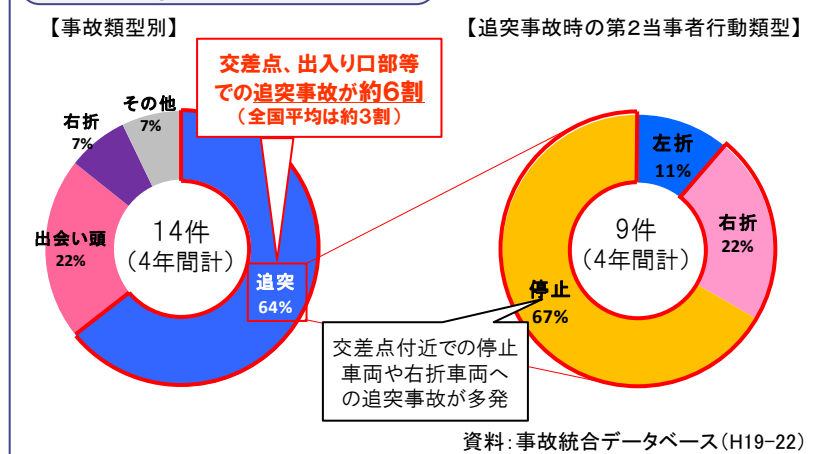 【事故類型別】
【追突事故時の第2当事者行動類型】
交差点、出入り口部等
での追突事故が約6割
(全国平均は約3割)
その他
7%
右折
7%
出会い頭
22%
14件
(4年間計)
追突
64%
左折
11%
右折
22%
9件
(4年間計)
停止
67%
交差点付近での停止
車両や右折車両へ
の追突事故が多発
資料:事故統合データベース(H19-22)